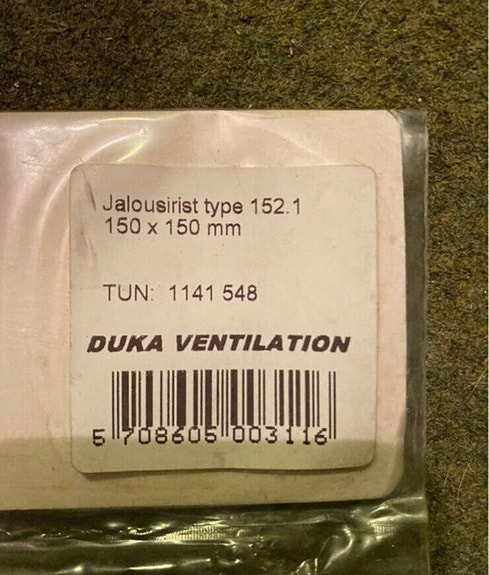 Jalousirist type 152.1
150 x 150 mm
TUN: 1141 548
DUKA VENTILATION
5 708605 003116